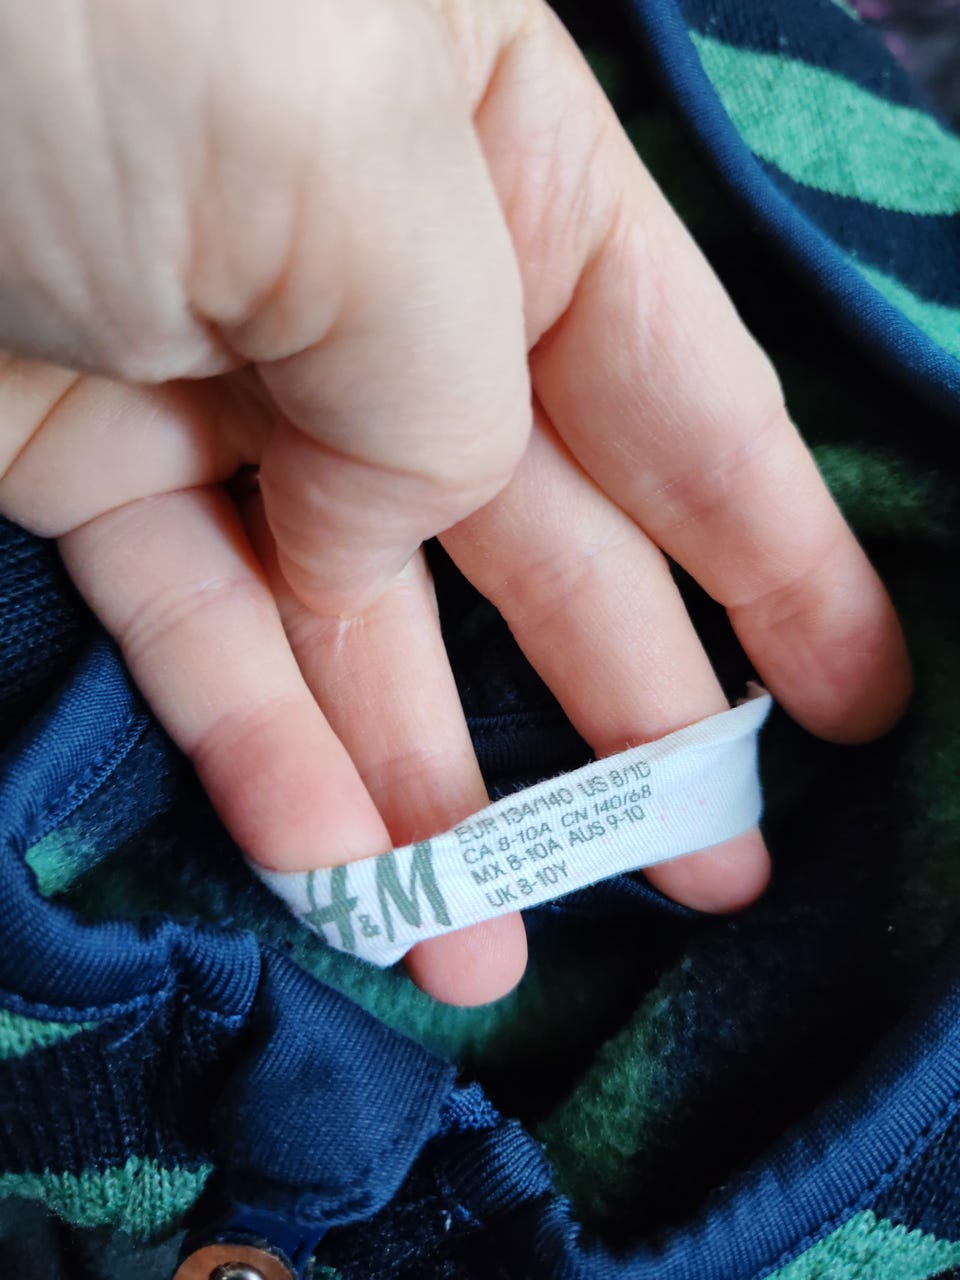 H&M
EUR 134/140 US 8/10
CA 8-10A CN 140/68
MX 8-10A AUS 9-10
UK 8-10Y